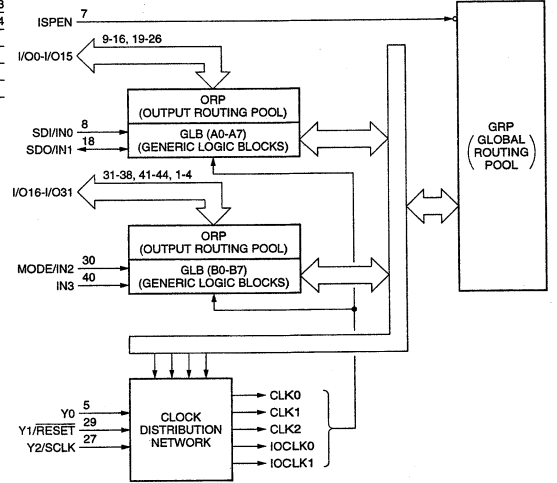 3
4
ISPEN 7
9-16, 19-26
I/O0-I/O15
ORP
(OUTPUT ROUTING POOL)
GLB (A0-A7)
(GENERIC LOGIC BLOCKS)
SDI/IN0 8
SDO/IN1 18
GRP
(GLOBAL
ROUTING
POOL)
31-38, 41-44, 1-4
I/O16-I/O31
ORP
(OUTPUT ROUTING POOL)
GLB (B0-B7)
(GENERIC LOGIC BLOCKS)
MODE/IN2 30
IN3 40
Y0 5
Y1/RESET 29
Y2/SCLK 27
CLOCK
DISTRIBUTION
NETWORK
CLK0
CLK1
CLK2
IOCLK0
IOCLK1